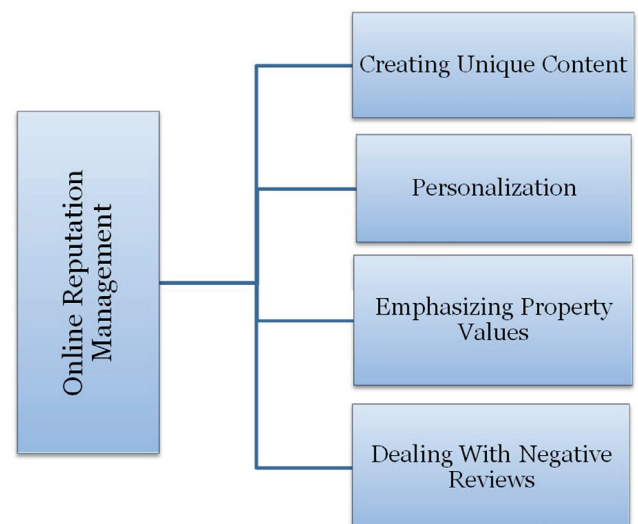 Online Reputation
Management
Creating Unique Content
Personalization
Emphasizing Property
Values
Dealing With Negative
Reviews